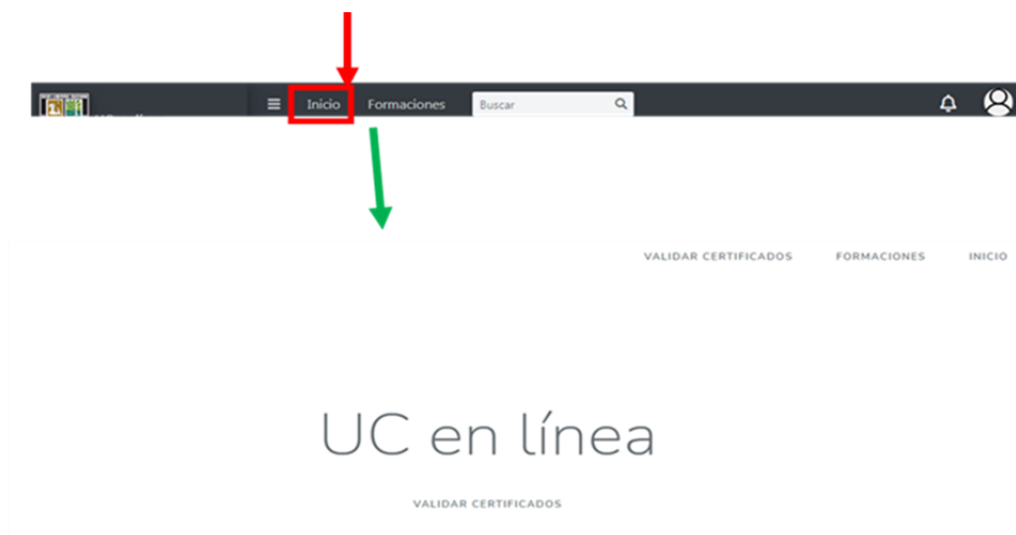 Inicio Formaciones Buscar
VALIDAR CERTIFICADOS FORMACIONES INICIO
UC en línea
VALIDAR CERTIFICADOS